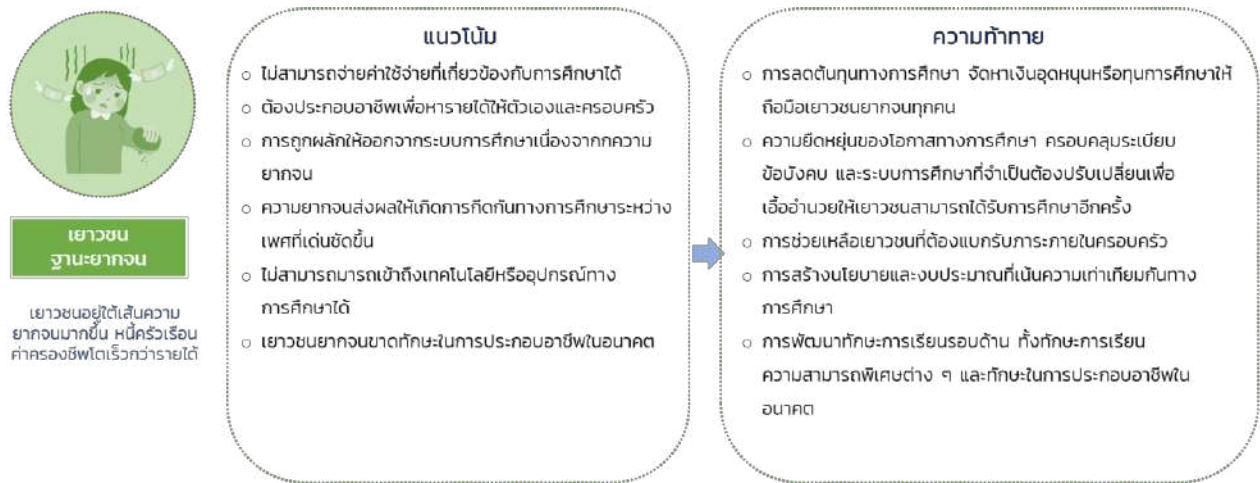 เยาวชน
ฐานะยากจน
เยาวชนอยู่ใต้เส้นความ
ยากจนมากขึ้น หนี้ครัวเรือน
ค่าครองชีพโตเร็วกว่ารายได้
แนวโน้ม
○ ไม่สามารถจ่ายค่าใช้จ่ายที่เกี่ยวข้องกับการศึกษาได้
○ ต้องประกอบอาชีพเพื่อหารายได้ให้ตัวเองและครอบครัว
○ การถูกผลักให้ออกจากระบบการศึกษาเนื่องจากกความ
ยากจน
○ ความยากจนส่งผลให้เกิดการกีดกันทางการศึกษาระหว่าง
เพศที่เด่นชัดขึ้น
○ ไม่สามารถมารถเข้าถึงเทคโนโลยีหรืออุปกรณ์ทาง
การศึกษาได้
○ เยาวชนยากจนขาดทักษะในการประกอบอาชีพในอนาคต
ความท้าทาย
○ การลดต้นทุนทางการศึกษา จัดหาเงินอุดหนุนหรือทุนการศึกษาให้
ถึงมือเยาวชนยากจนทุกคน
○ ความยืดหยุ่นของโอกาสทางการศึกษา ครอบคลุมระเบียบ
ข้อบังคบ และระบบการศึกษาที่จำเป็นต้องปรับเปลี่ยนเพื่อ
เอื้ออำนวยให้เยาวชนสามารถได้รับการศึกษาอีกครั้ง
○ การช่วยเหลือเยาวชนที่ต้องแบกรับภาระภายในครอบครัว
○ การสร้างนโยบายและงบประมาณที่เน้นความเท่าเทียมกันทาง
การศึกษา
○ การพัฒนาทักษะการเรียนรอบด้าน ทั้งทักษะการเรียน
ความสามารถพิเศษต่าง ๆ และทักษะในการประกอบอาชีพใน
อนาคต